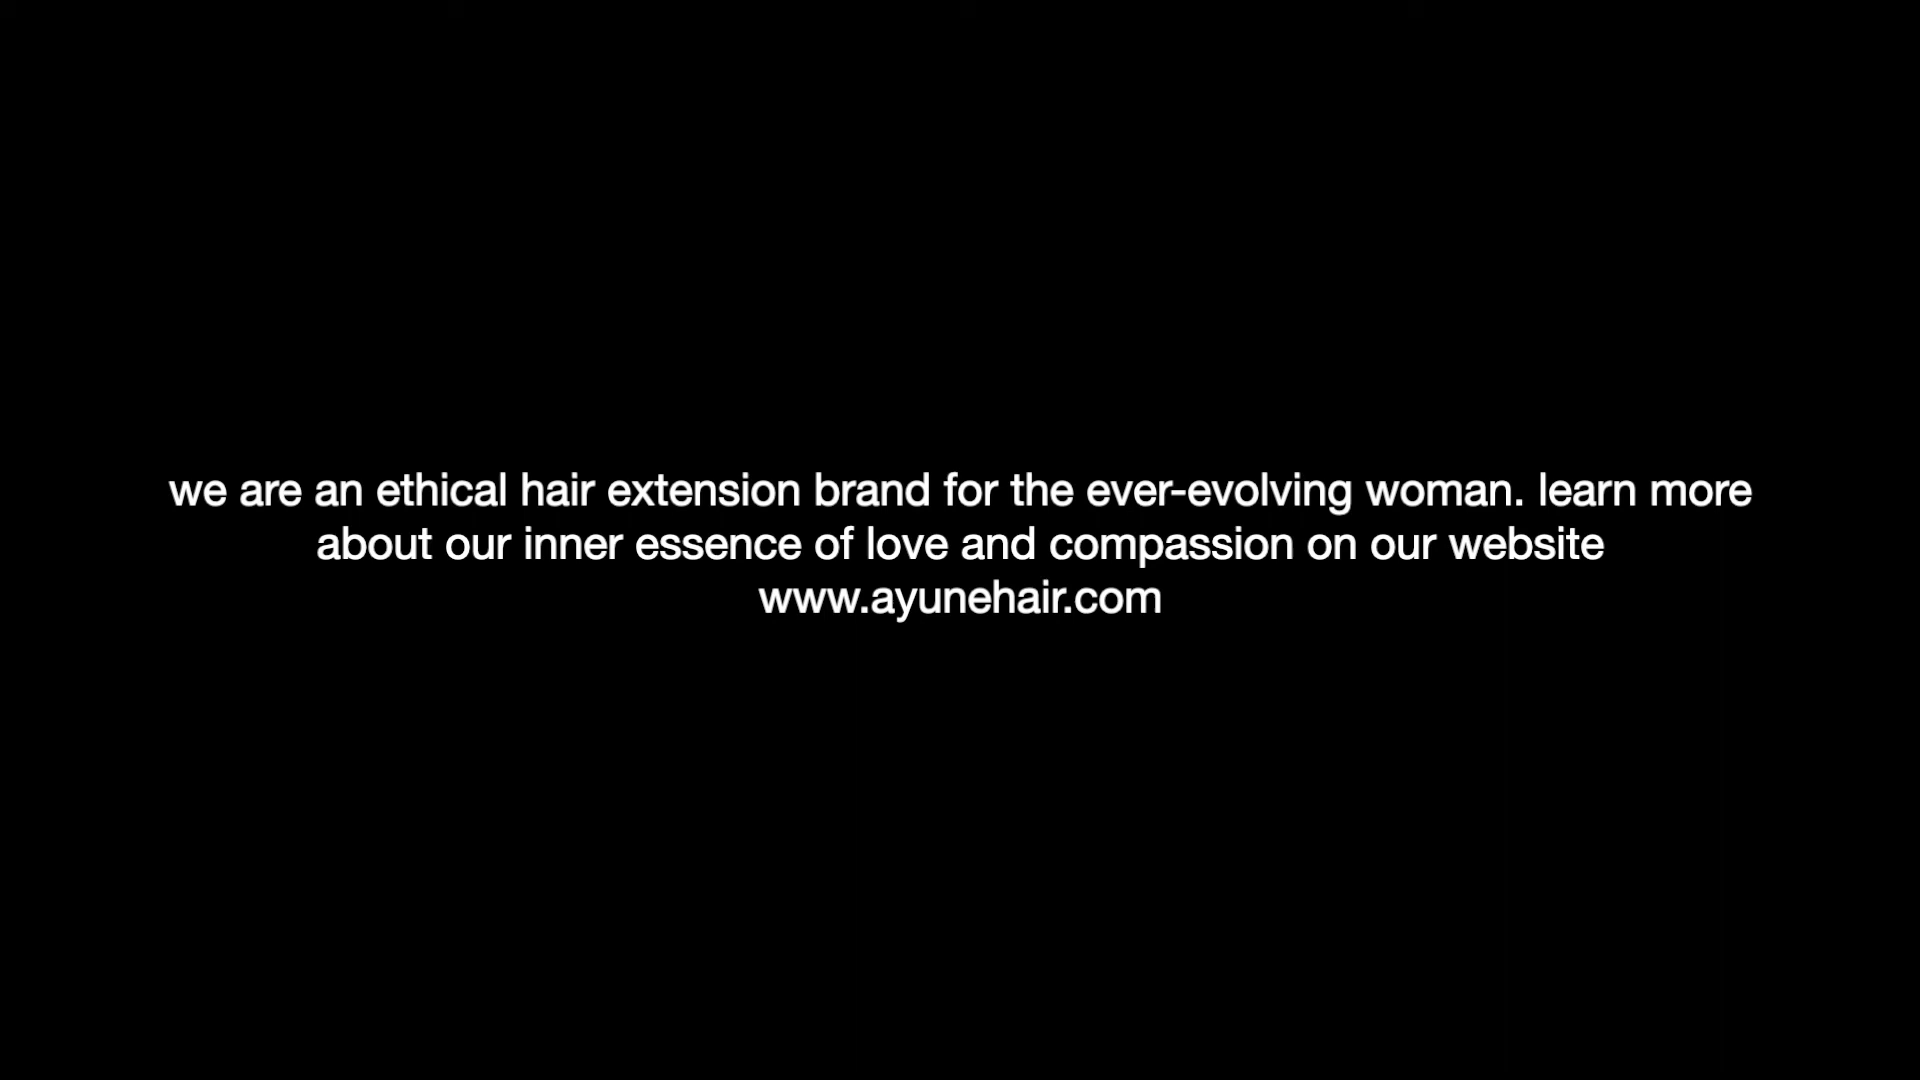 we are an ethical hair extension brand for the ever-evolving woman. learn more
about our inner essence of love and compassion on our website
www.ayunehair.com